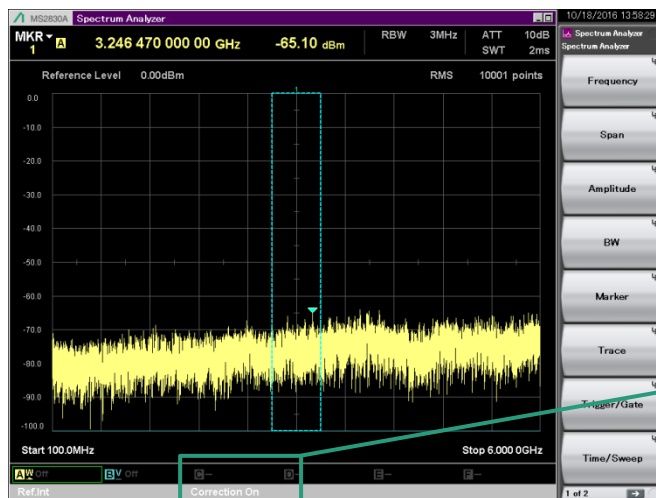 MS2830A Spectrum Analyzer
10/18/2016 13:58:29
MKR 1 A 3.246 470 000 00 GHz -65.10 dBm
RBW 3MHz
ATT 10dB
SWT 2ms
Reference Level 0.00dBm
RMS 10001 points
1
0.0
-10.0
-20.0
-30.0
-40.0
-50.0
-60.0
-70.0
-80.0
-90.0
-100.0
Start 100.0MHz
Stop 6.000 0GHz
A W Off
B V Off
C –
D
E –
F –
Ref.Int
Correction On
Spectrum Analyzer
Spectrum Analyzer
Frequency
Span
Amplitude
BW
Marker
Trace
Trigger/Gate
Time/Sweep
1 of 2